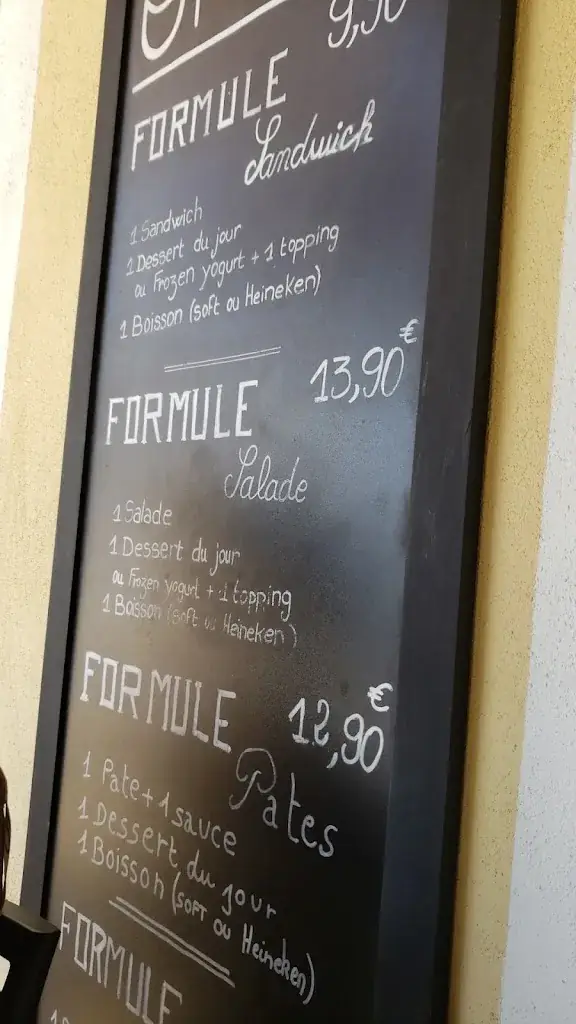 9,90
FORMULE
Sandwich
1 Sandwich
1 Dessert du jour
ou Frozen yogurt + 1 topping
1 Boisson (soft ou Heineken)
FORMULE 13,90 €
Salade
1 Salade
1 Dessert du jour
ou Frozen yogurt + 1 topping
1 Boisson (soft ou Heineken)
FORMULE 12,90 €
Pates
1 Pate + 1 sauce
1 Dessert du jour
1 Boisson (soft ou Heineken)
FORMULE